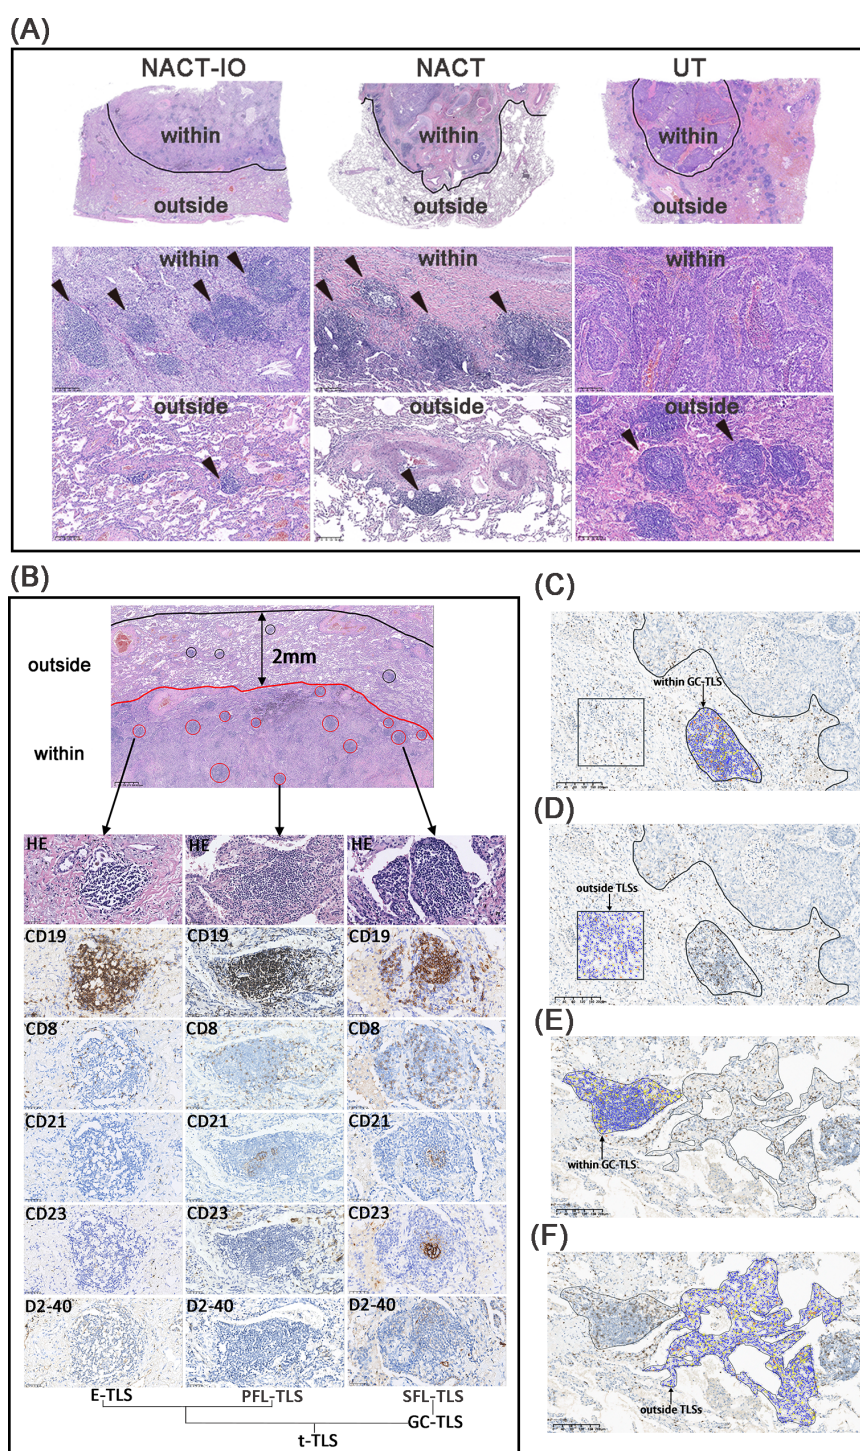 (A)
NACT-IO NACT UT
within within within
outside outside outside
within within
outside outside outside
(B)
outside
2mm
within
HE HE HE
CD19 CD19 CD19
CD8 CD8 CD8
CD21 CD21 CD21
CD23 CD23 CD23
D2-40 D2-40 D2-40
E-TLS PFL-TLS SFL-TLS
GC-TLS
t-TLS
(C)
within GC-TLS
(D)
outside TLSs
(E)
within GC-TLS
(F)
outside TLSs